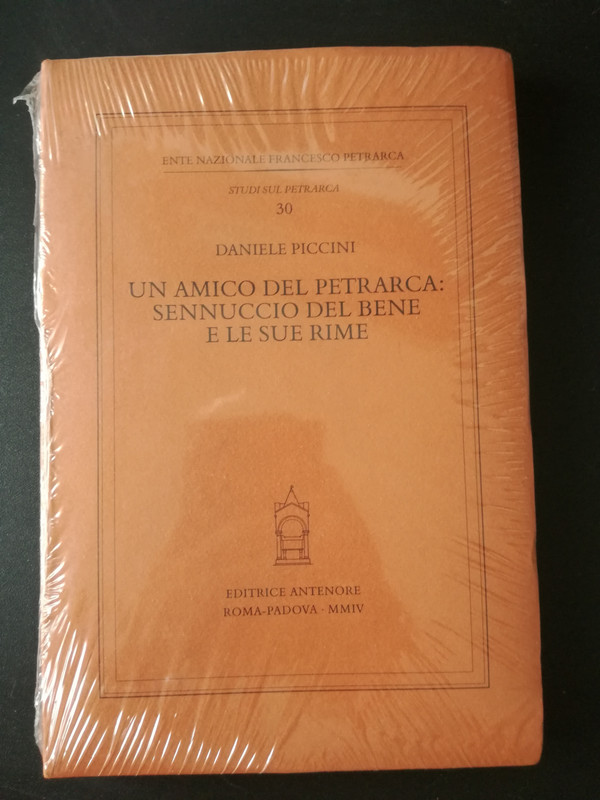 ENTE NAZIONALE FRANCESCO PETRARCA
STUDI SUL PETRARCA
30
DANIELE PICCINI
UN AMICO DEL PETRARCA:
SENNUCCIO DEL BENE
E LE SUE RIME
EDITRICE ANTENORE
ROMA-PADOVA · MMIV